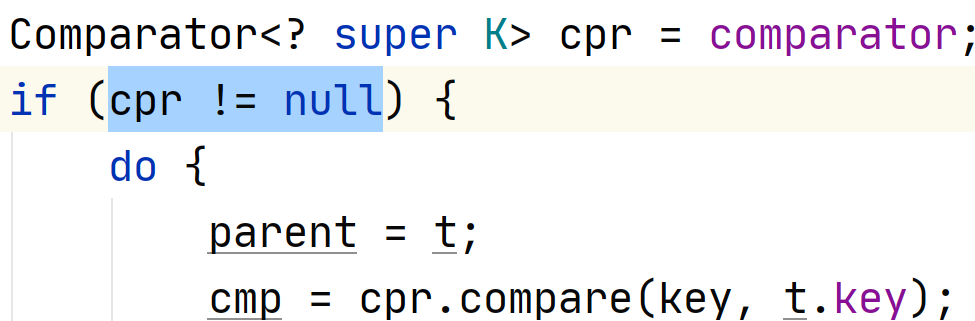 Comparator<? super K> cpr = comparator;
if (cpr != null) {
do {
parent = t;
cmp = cpr.compare(key, t.key);